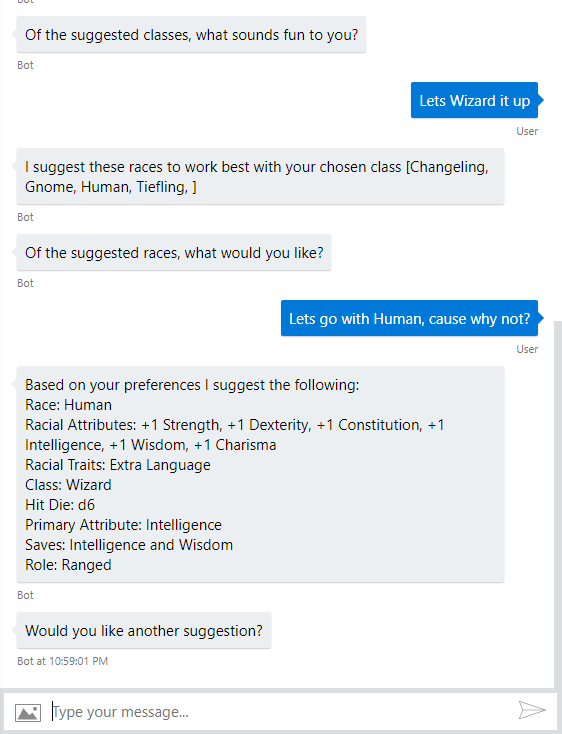 Bot
Of the suggested classes, what sounds fun to you?
Bot
Lets Wizard it up
User
I suggest these races to work best with your chosen class [Changeling,
Gnome, Human, Tiefling, ]
Bot
Of the suggested races, what would you like?
Bot
Lets go with Human, cause why not?
User
Based on your preferences I suggest the following:
Race: Human
Racial Attributes: +1 Strength, +1 Dexterity, +1 Constitution, +1
Intelligence, +1 Wisdom, +1 Charisma
Racial Traits: Extra Language
Class: Wizard
Hit Die: d6
Primary Attribute: Intelligence
Saves: Intelligence and Wisdom
Role: Ranged
Bot
Would you like another suggestion?
Bot at 10:59:01 PM
Type your message...